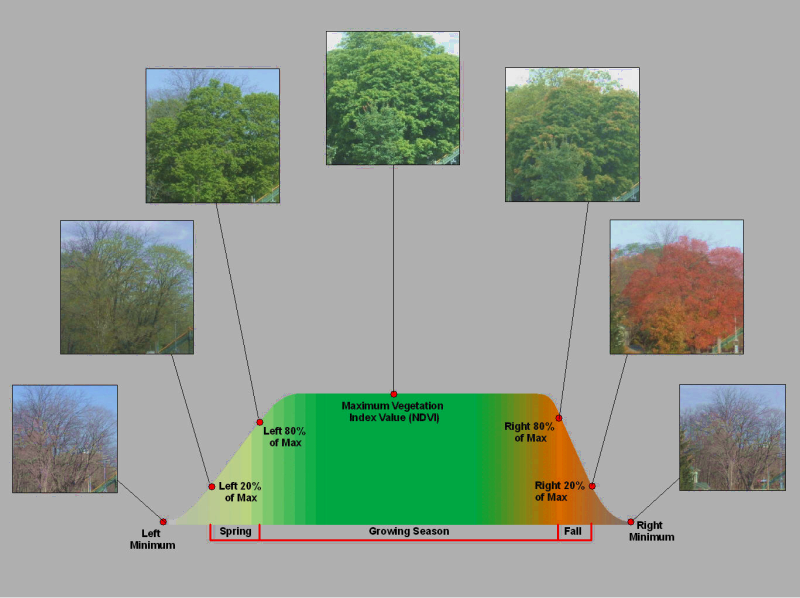 Maximum Vegetation
Index Value (NDVI)
Left 80%
of Max
Right 80%
of Max
Left 20%
of Max
Right 20%
of Max
Left
Minimum
Spring
Growing Season
Fall
Right
Minimum